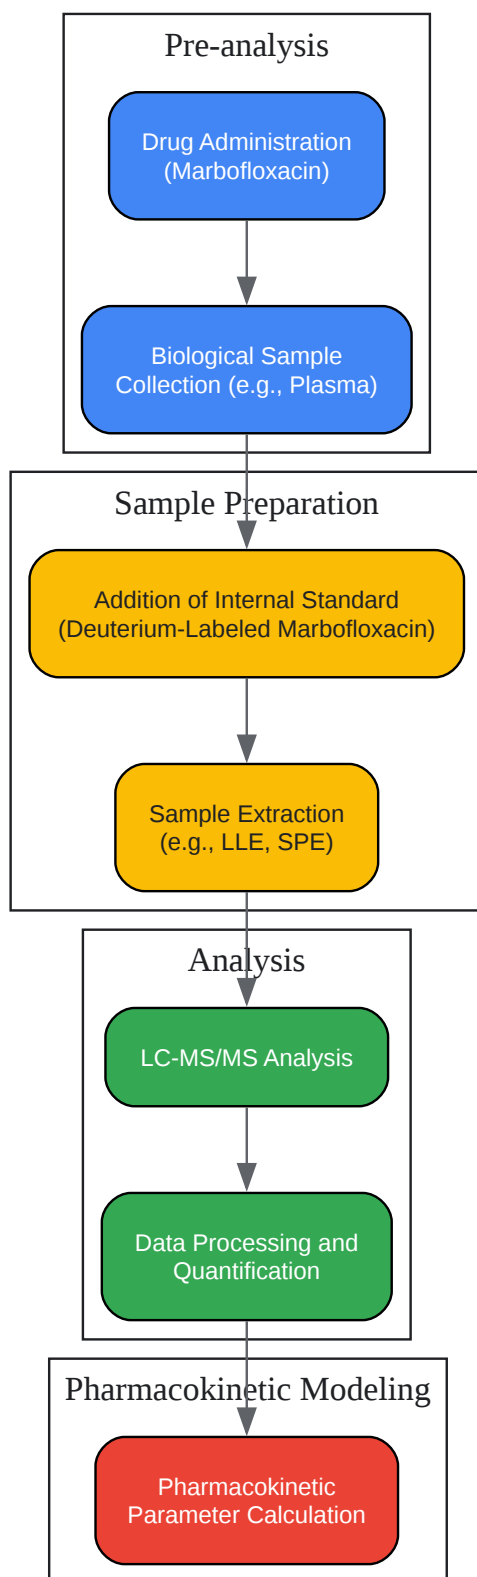 Pre-analysis
Drug Administration
(Marbofloxacin)
Biological Sample
Collection (e.g., Plasma)
Sample Preparation
Addition of Internal Standard
(Deuterium-Labeled Marbofloxacin)
Sample Extraction
(e.g., LLE, SPE)
Analysis
LC-MS/MS Analysis
Data Processing and
Quantification
Pharmacokinetic Modeling
Pharmacokinetic
Parameter Calculation